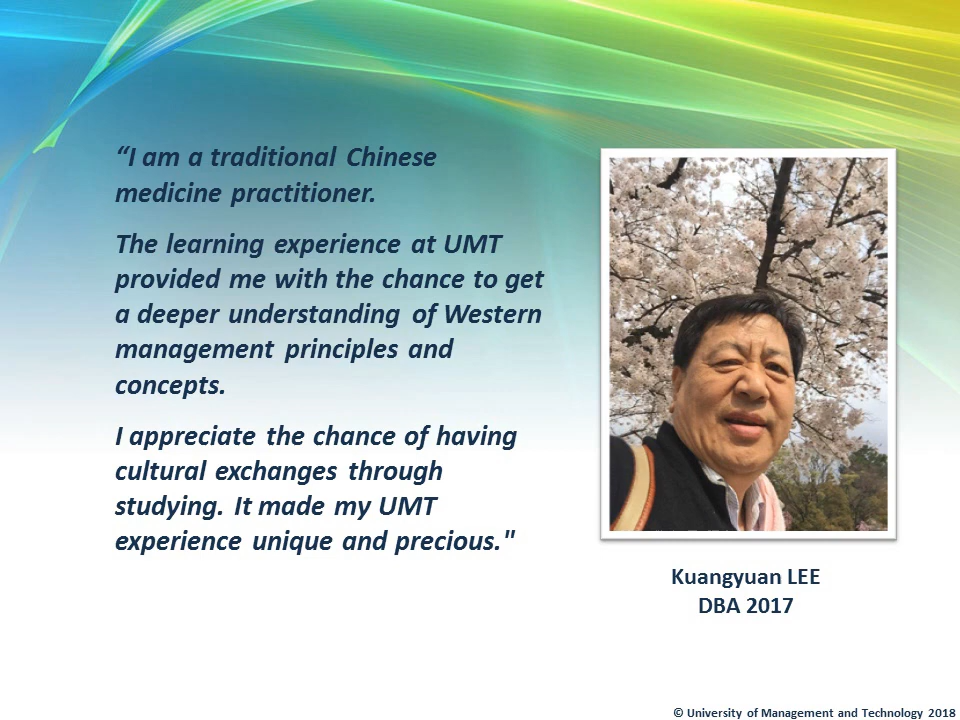 “I am a traditional Chinese
medicine practitioner.
The learning experience at UMT
provided me with the chance to get
a deeper understanding of Western
management principles and
concepts.
I appreciate the chance of having
cultural exchanges through
studying. It made my UMT
experience unique and precious."
Kuangyuan LEE
DBA 2017
© University of Management and Technology 2018